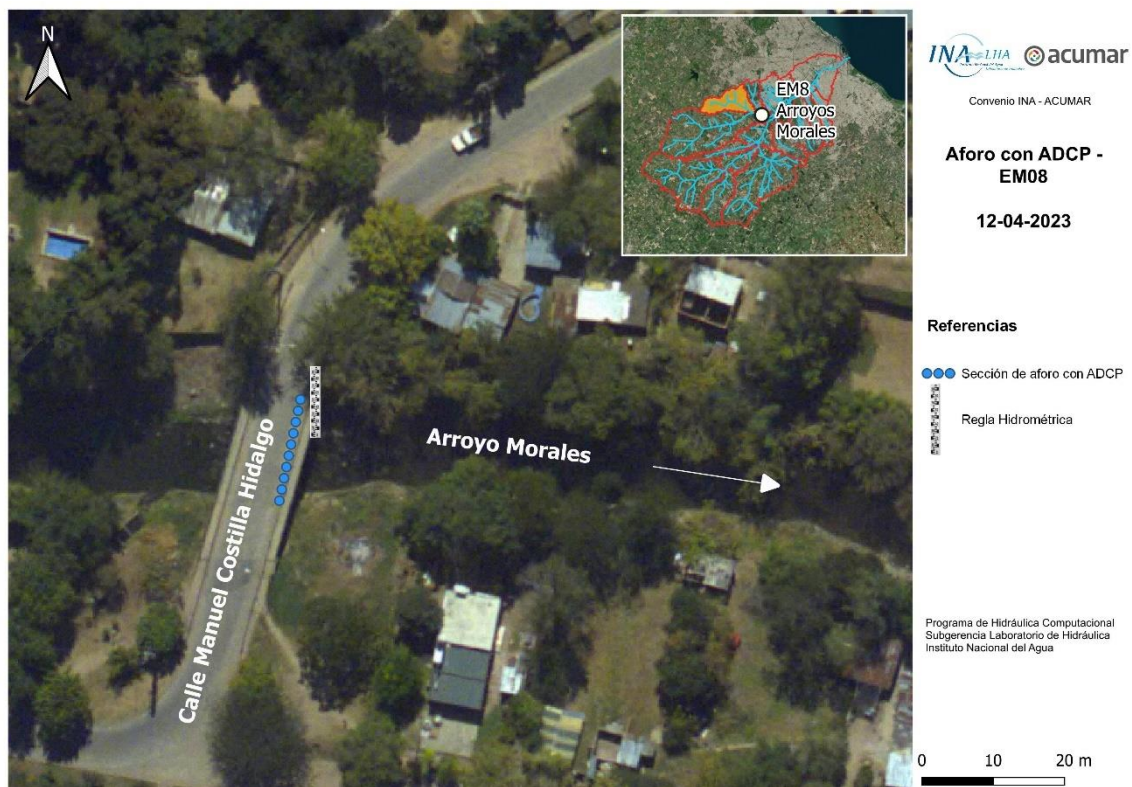 N
EM8
Arroyos
Morales
Calle Manuel Costilla Hidalgo
Arroyo Morales
INA LHA
acumar
Convenio INA - ACUMAR
Aforo con ADCP -
EM08
12-04-2023
Referencias
Sección de aforo con ADCP
Regla Hidrométrica
Programa de Hidráulica Computacional
Subgerencia Laboratorio de Hidráulica
Instituto Nacional del Agua
0 10 20 m